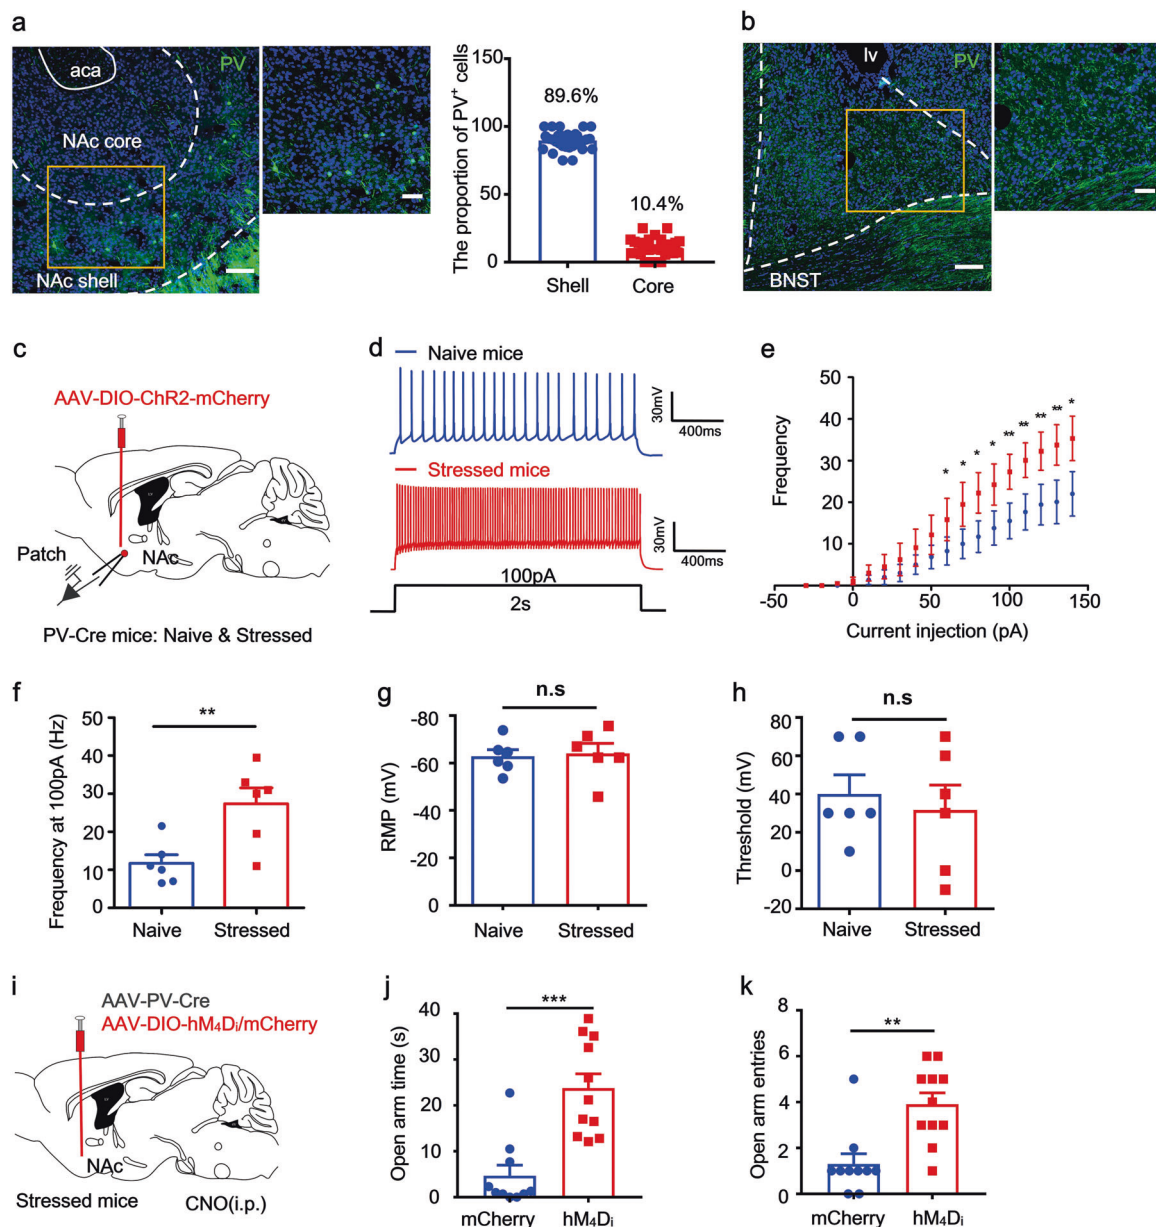 a
aca
PV
NAc core
NAc shell
The proportion of PV⁺ cells
150
100
50
0
89.6%
10.4%
Shell
Core
b
lv
PV
BNST
c
AAV-DIO-ChR2-mCherry
Patch
NAc
PV-Cre mice: Naive & Stressed
d
Naive mice
30mV
400ms
Stressed mice
30mV
400ms
100pA
2s
e
Frequency
50
40
30
20
10
* * * * ** ** ** ** *
-50 0 50 100 150
Current injection (pA)
f
Frequency at 100pA (Hz)
50
40
30
20
10
0
**
Naive
Stressed
g
RMP (mV)
-80
-60
-40
-20
0
n.s
Naive
Stressed
h
Threshold (mV)
80
60
40
20
0
-20
n.s
Naive
Stressed
i
AAV-PV-Cre
AAV-DIO-hM₄Dᵢ/mCherry
NAc
Stressed mice
CNO(i.p.)
j
Open arm time (s)
40
30
20
10
0
***
mCherry
hM₄Dᵢ
k
Open arm entries
8
6
4
2
0
**
mCherry
hM₄Dᵢ